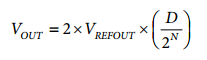 V_OUT = 2 × V_REFOUT × (D / 2^N)